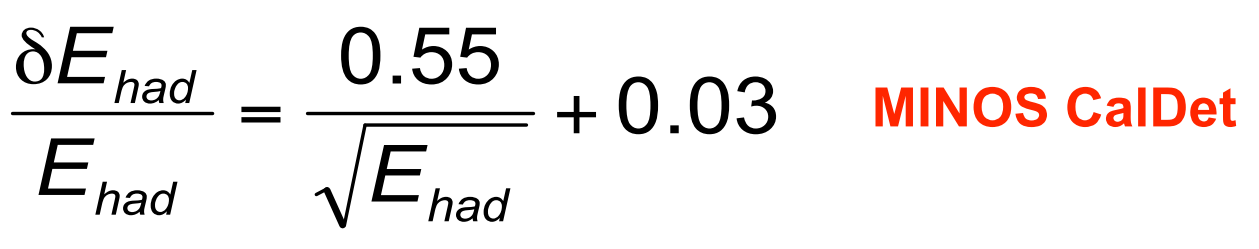 δE_had / E_had = 0.55 / √E_had + 0.03 MINOS CalDet